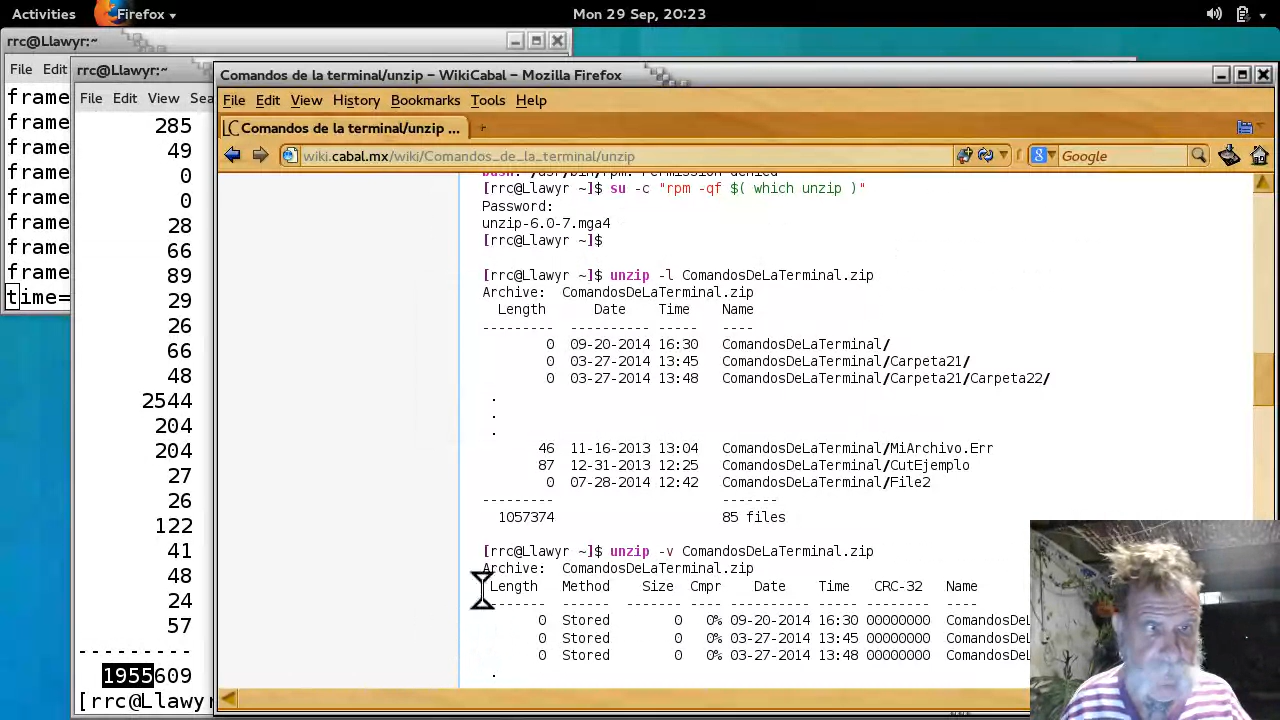 Activities Firefox Mon 29 Sep, 20:23
rrc@Llawyr:~
File Edit
frame
frame
frame
frame
frame
frame
frame
frame
time=
rrc@Llawyr:~
File Edit View Sea
285
49
0
0
28
66
89
29
26
66
48
2544
204
204
27
26
122
41
48
24
57
---------
1955609
[rrc@Llawyr
Comandos de la terminal/unzip - WikiCabal - Mozilla Firefox
File Edit View History Bookmarks Tools Help
Comandos de la terminal/unzip ...
wiki.cabal.mx/wiki/Comandos_de_la_terminal/unzip Google
bash: /usr/bin/rpm: Permission denied
[rrc@Llawyr ~]$ su -c "rpm -qf $( which unzip )"
Password:
unzip-6.0-7.mga4
[rrc@Llawyr ~]$
[rrc@Llawyr ~]$ unzip -l ComandosDeLaTerminal.zip
Archive: ComandosDeLaTerminal.zip
Length Date Time Name
--------- ---------- ----- ----
0 09-20-2014 16:30 ComandosDeLaTerminal/
0 03-27-2014 13:45 ComandosDeLaTerminal/Carpeta21/
0 03-27-2014 13:48 ComandosDeLaTerminal/Carpeta21/Carpeta22/
.
.
.
46 11-16-2013 13:04 ComandosDeLaTerminal/MiArchivo.Err
87 12-31-2013 12:25 ComandosDeLaTerminal/CutEjemplo
0 07-28-2014 12:42 ComandosDeLaTerminal/File2
--------- -------
1057374 85 files
[rrc@Llawyr ~]$ unzip -v ComandosDeLaTerminal.zip
Archive: ComandosDeLaTerminal.zip
Length Method Size Cmpr Date Time CRC-32 Name
-------- ------ ------- ---- ---------- ----- -------- ----
0 Stored 0 0% 09-20-2014 16:30 00000000 ComandosDeL
0 Stored 0 0% 03-27-2014 13:45 00000000 ComandosDeL
0 Stored 0 0% 03-27-2014 13:48 00000000 ComandosDeL
.